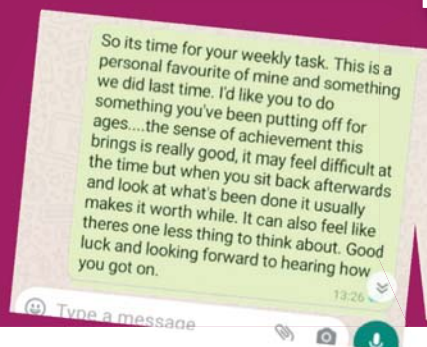 So its time for your weekly task. This is a
personal favourite of mine and something
we did last time. I'd like you to do
something you've been putting off for
ages....the sense of achievement this
brings is really good, it may feel difficult at
the time but when you sit back afterwards
and look at what's been done it usually
makes it worth while. It can also feel like
theres one less thing to think about. Good
luck and looking forward to hearing how
you got on.
13:26
Type a message